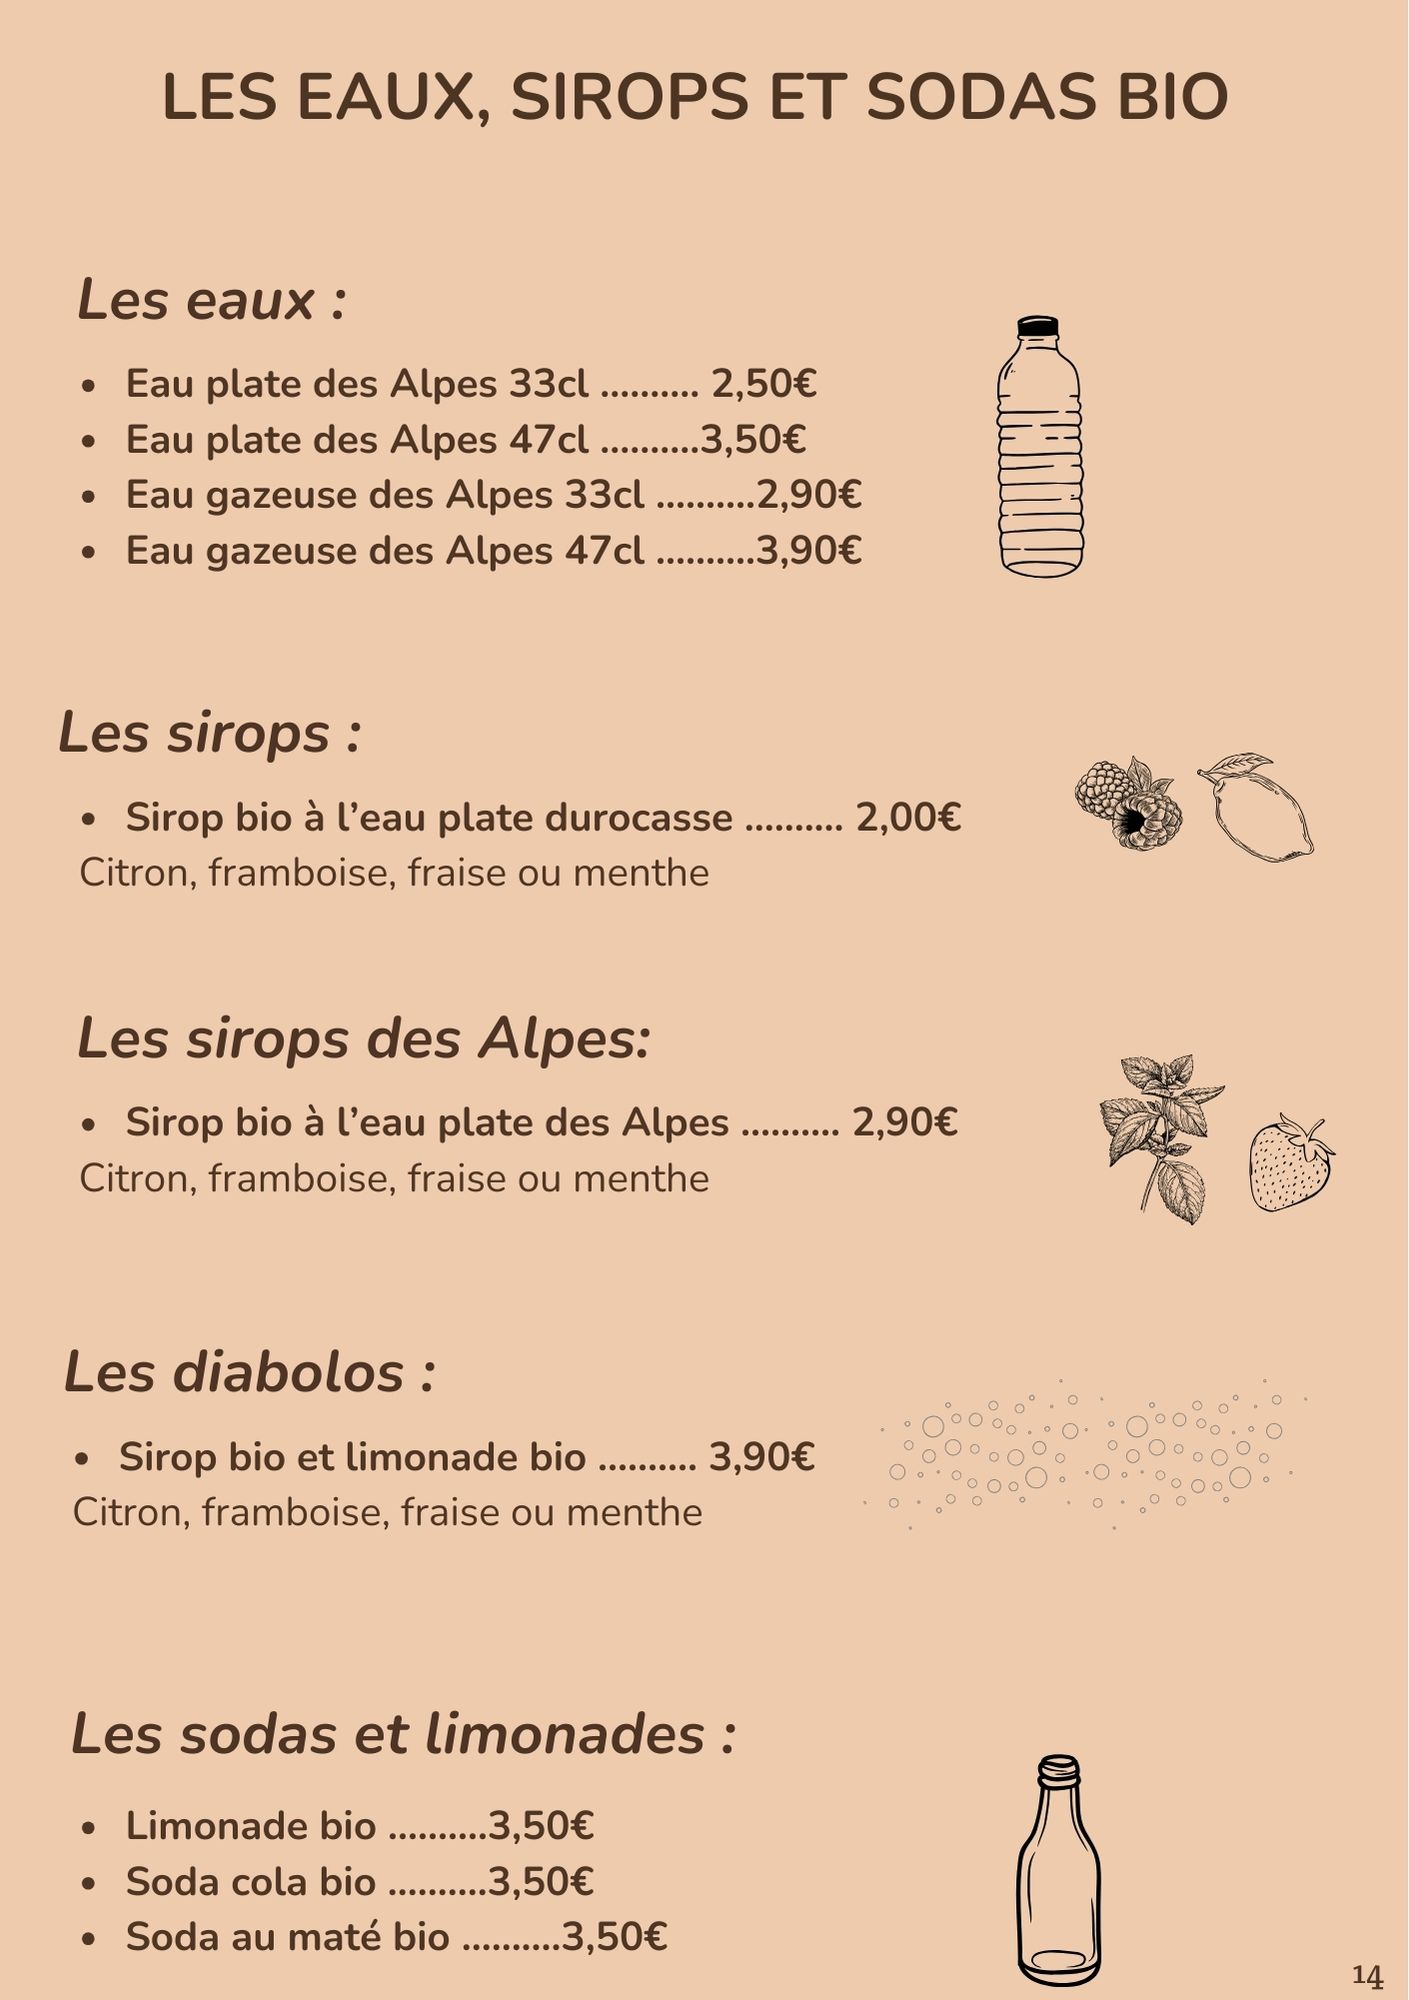 LES EAUX, SIROPS ET SODAS BIO
Les eaux :
• Eau plate des Alpes 33cl .......... 2,50€
• Eau plate des Alpes 47cl ..........3,50€
• Eau gazeuse des Alpes 33cl ..........2,90€
• Eau gazeuse des Alpes 47cl ..........3,90€
Les sirops :
• Sirop bio à l’eau plate durocasse .......... 2,00€
Citron, framboise, fraise ou menthe
Les sirops des Alpes:
• Sirop bio à l’eau plate des Alpes .......... 2,90€
Citron, framboise, fraise ou menthe
Les diabolos :
• Sirop bio et limonade bio .......... 3,90€
Citron, framboise, fraise ou menthe
Les sodas et limonades :
• Limonade bio ..........3,50€
• Soda cola bio ..........3,50€
• Soda au maté bio ..........3,50€
14